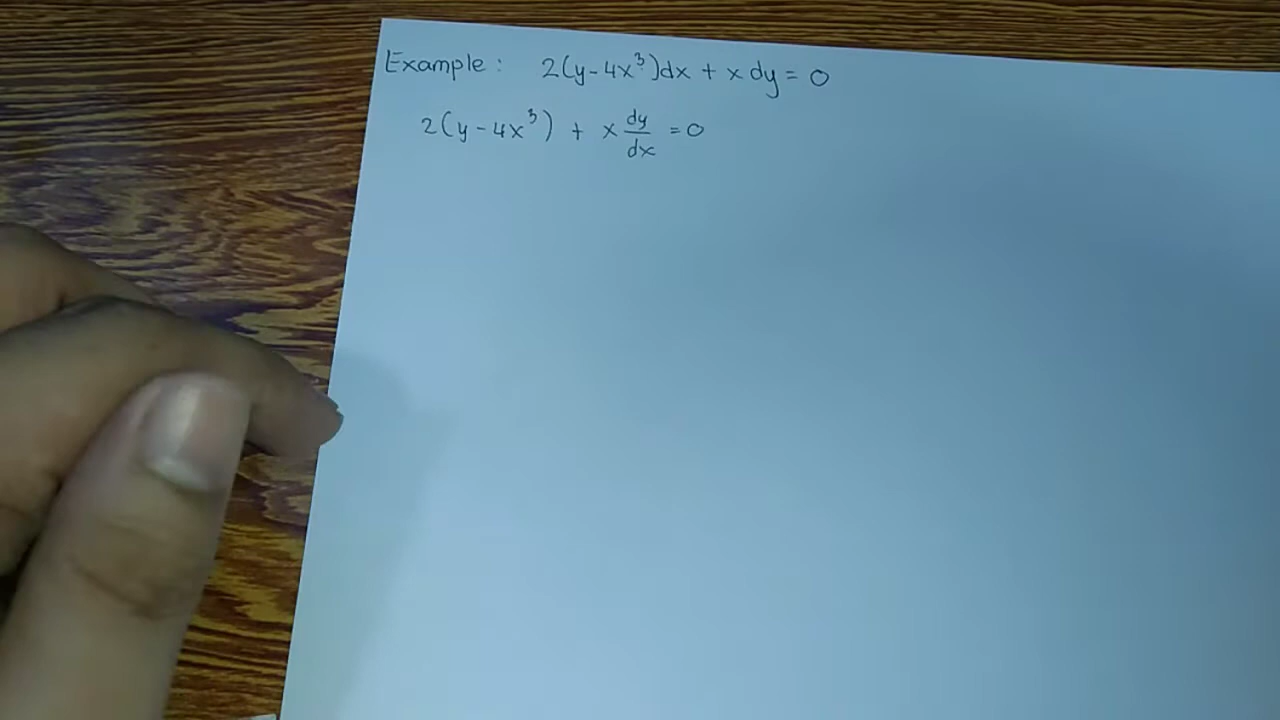 Example : 2(y-4x³)dx + x dy = 0
2(y-4x³) + x dy/dx = 0